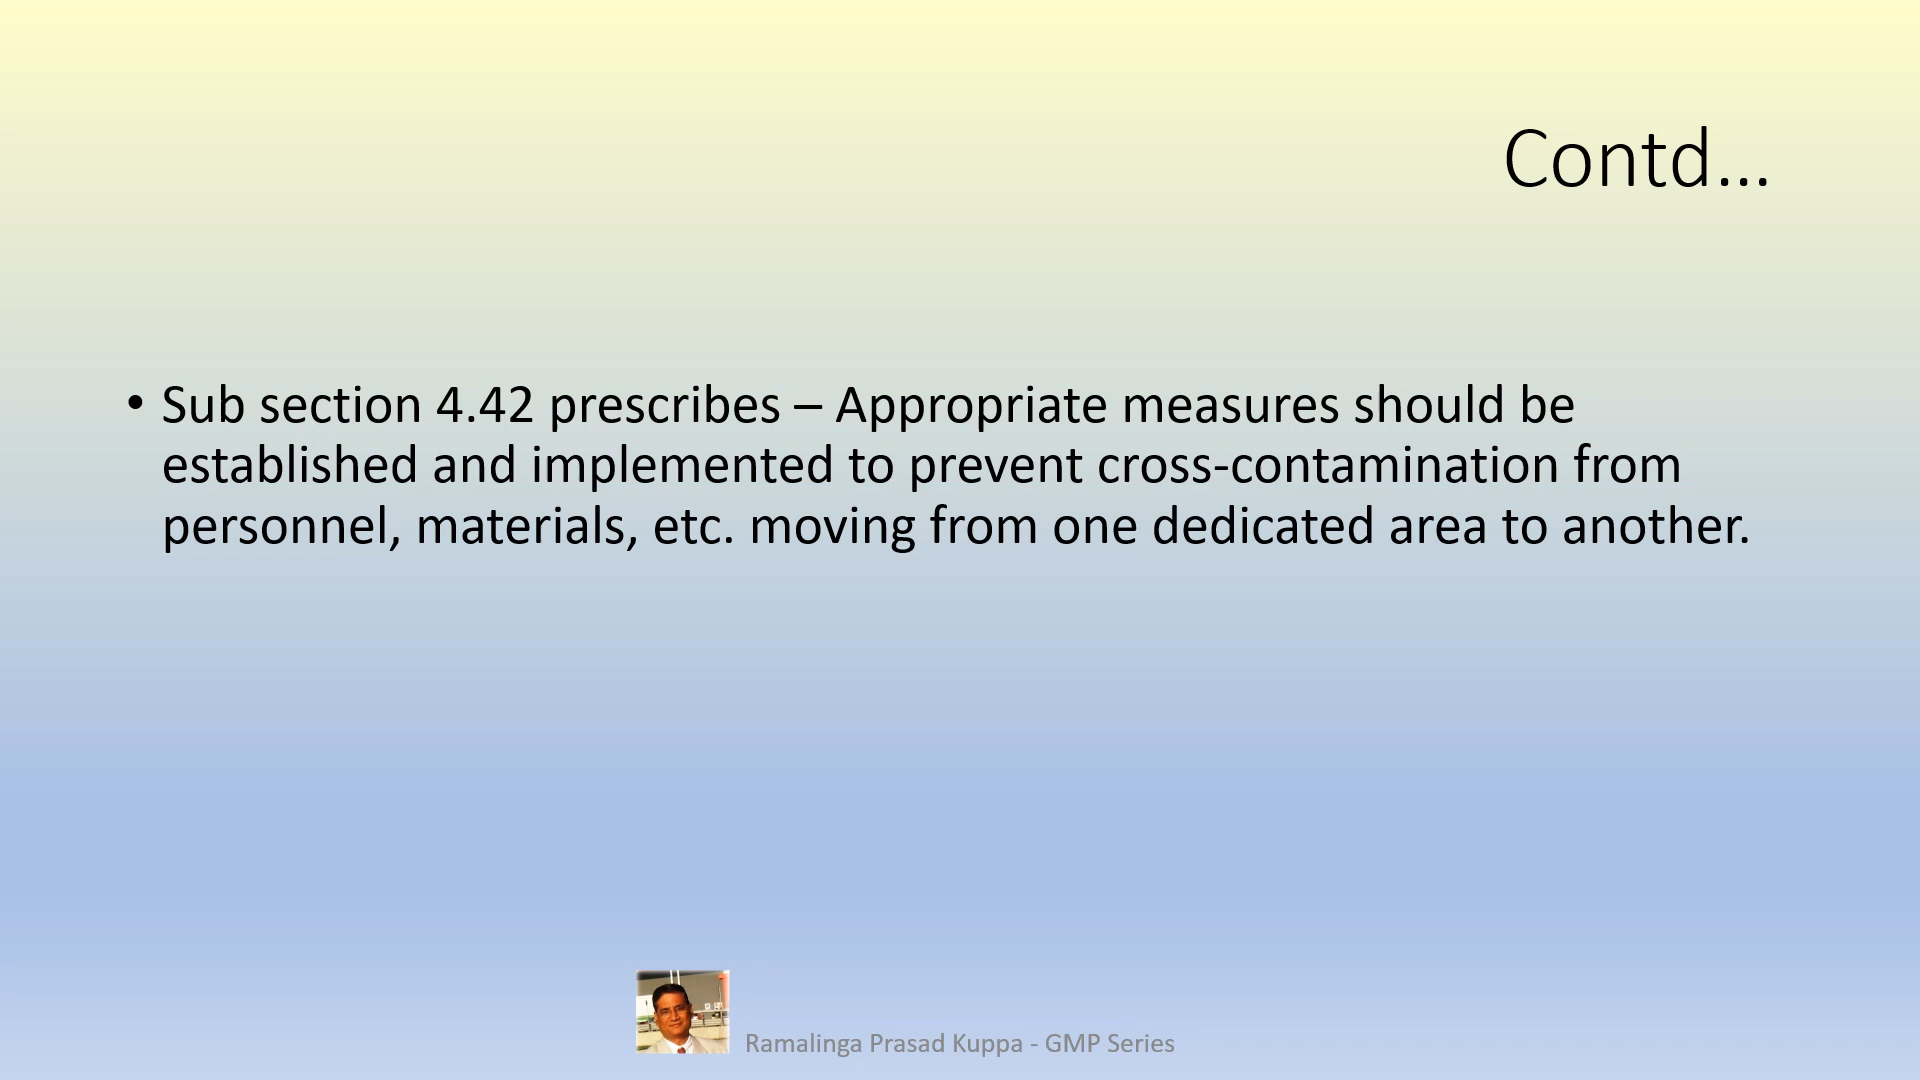 Contd...
• Sub section 4.42 prescribes – Appropriate measures should be
established and implemented to prevent cross-contamination from
personnel, materials, etc. moving from one dedicated area to another.
Ramalinga Prasad Kuppa - GMP Series